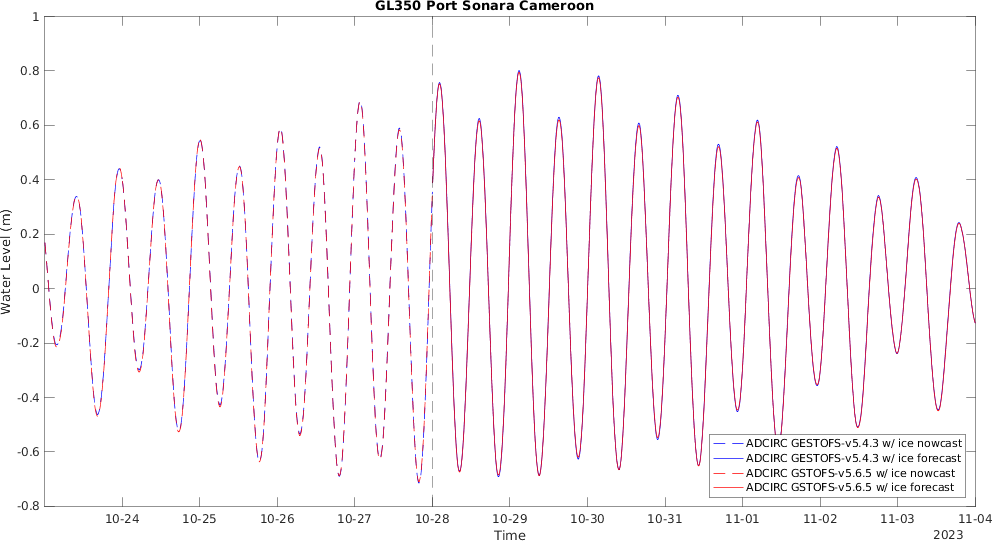 GL350 Port Sonara Cameroon
1
0.8
0.6
0.4
0.2
0
-0.2
-0.4
-0.6
-0.8
Water Level (m)
ADCIRC GESTOFS-v5.4.3 w/ ice nowcast
ADCIRC GESTOFS-v5.4.3 w/ ice forecast
ADCIRC GSTOFS-v5.6.5 w/ ice nowcast
ADCIRC GSTOFS-v5.6.5 w/ ice forecast
10-24 10-25 10-26 10-27 10-28 10-29 10-30 10-31 11-01 11-02 11-03 11-04
Time
2023